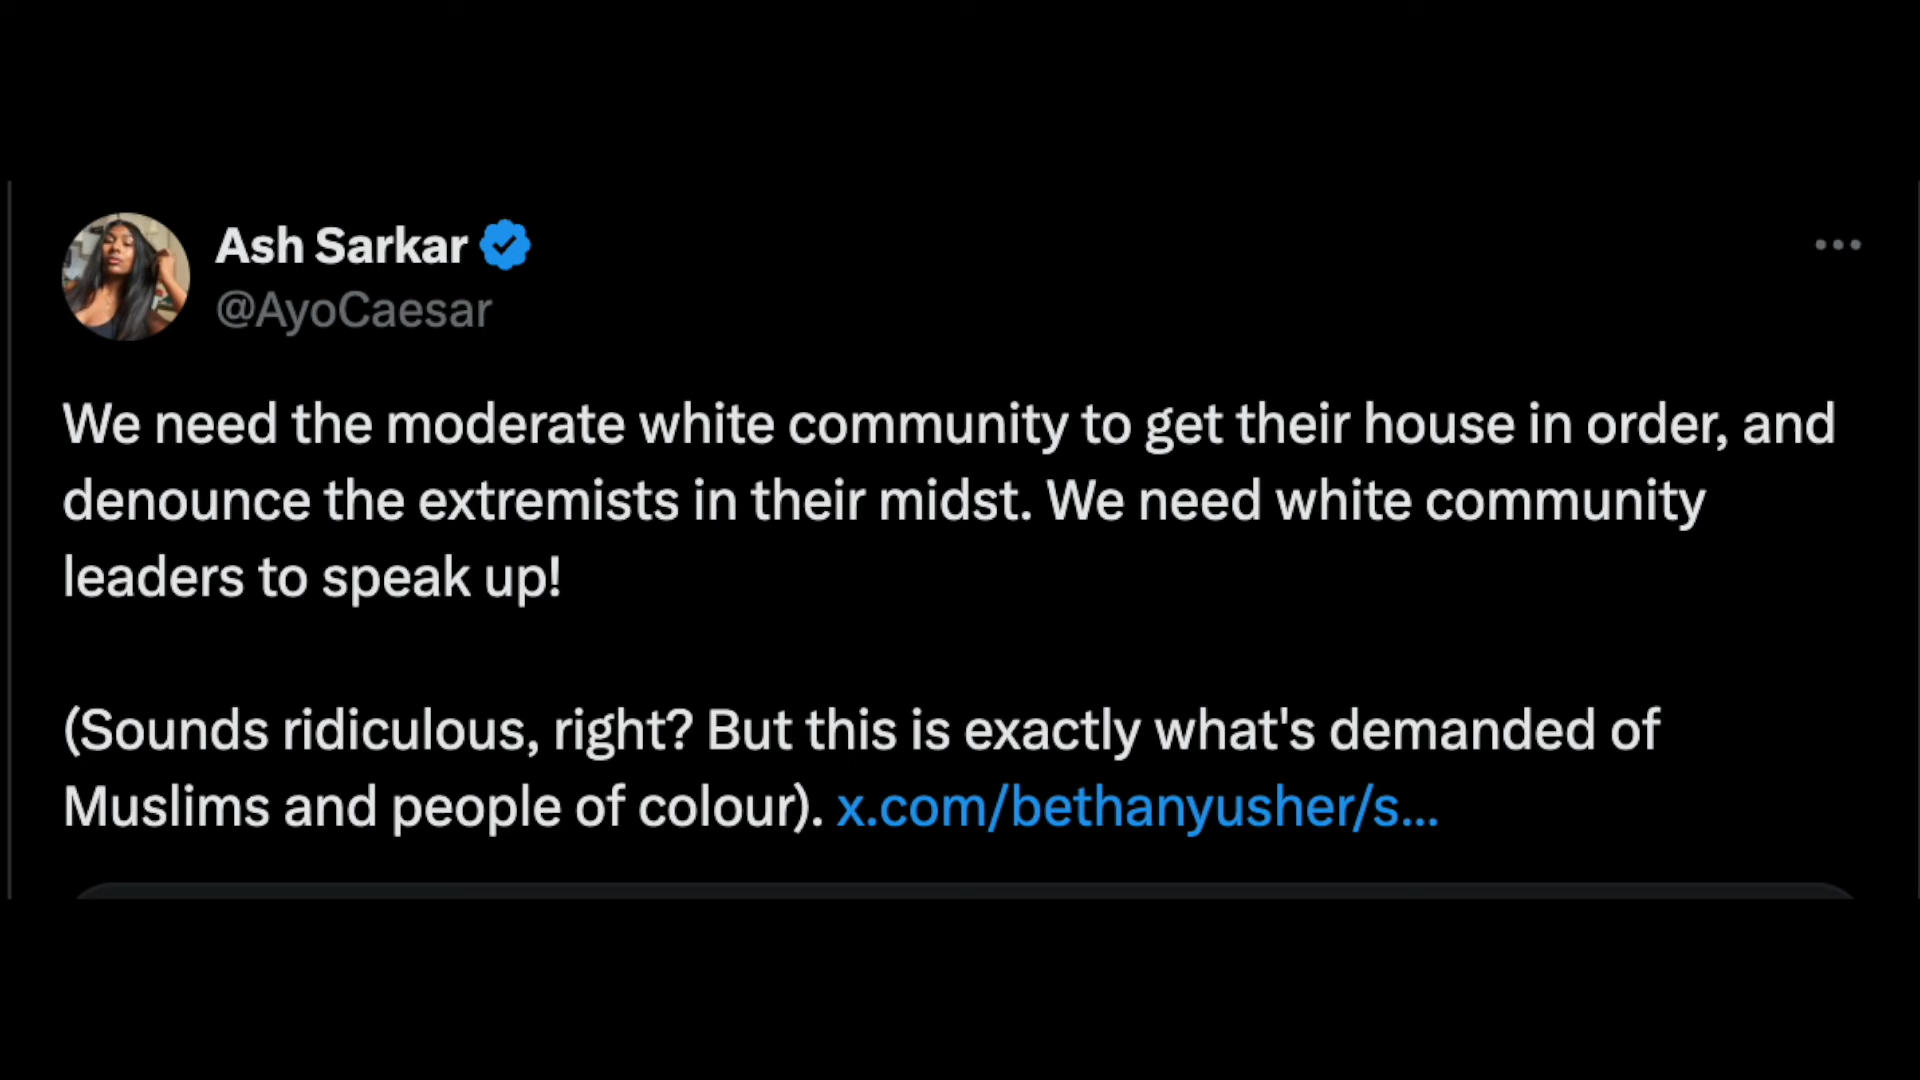 Ash Sarkar
@AyoCaesar
We need the moderate white community to get their house in order, and
denounce the extremists in their midst. We need white community
leaders to speak up!
(Sounds ridiculous, right? But this is exactly what's demanded of
Muslims and people of colour). x.com/bethanyusher/s...